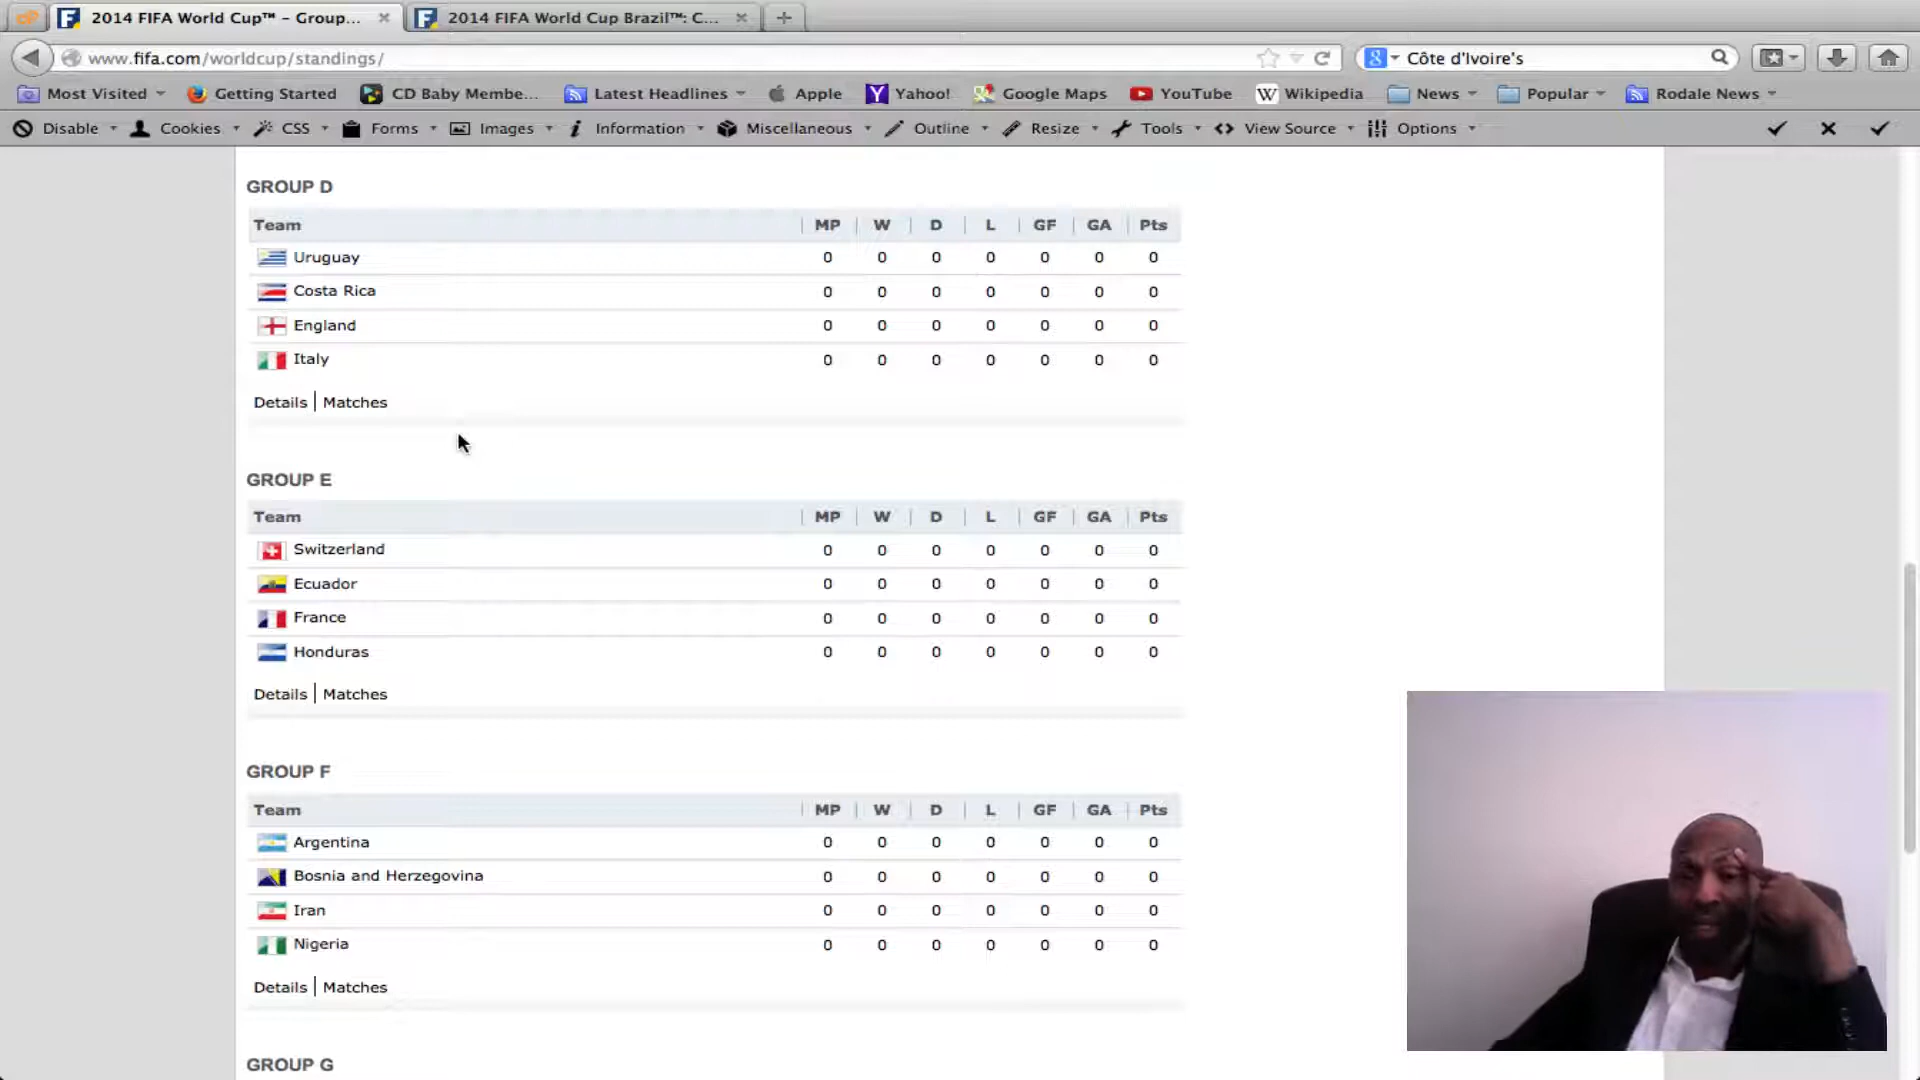 2014 FIFA World Cup™ – Group...
2014 FIFA World Cup Brazil™: C...
www.fifa.com/worldcup/standings/
Côte d'Ivoire's
Most Visited Getting Started CD Baby Membe... Latest Headlines Apple Yahoo! Google Maps YouTube Wikipedia News Popular Rodale News
Disable Cookies CSS Forms Images Information Miscellaneous Outline Resize Tools View Source Options
GROUP D
Team MP W D L GF GA Pts
Uruguay 0 0 0 0 0 0 0
Costa Rica 0 0 0 0 0 0 0
England 0 0 0 0 0 0 0
Italy 0 0 0 0 0 0 0
Details | Matches
GROUP E
Team MP W D L GF GA Pts
Switzerland 0 0 0 0 0 0 0
Ecuador 0 0 0 0 0 0 0
France 0 0 0 0 0 0 0
Honduras 0 0 0 0 0 0 0
Details | Matches
GROUP F
Team MP W D L GF GA Pts
Argentina 0 0 0 0 0 0 0
Bosnia and Herzegovina 0 0 0 0 0 0 0
Iran 0 0 0 0 0 0 0
Nigeria 0 0 0 0 0 0 0
Details | Matches
GROUP G